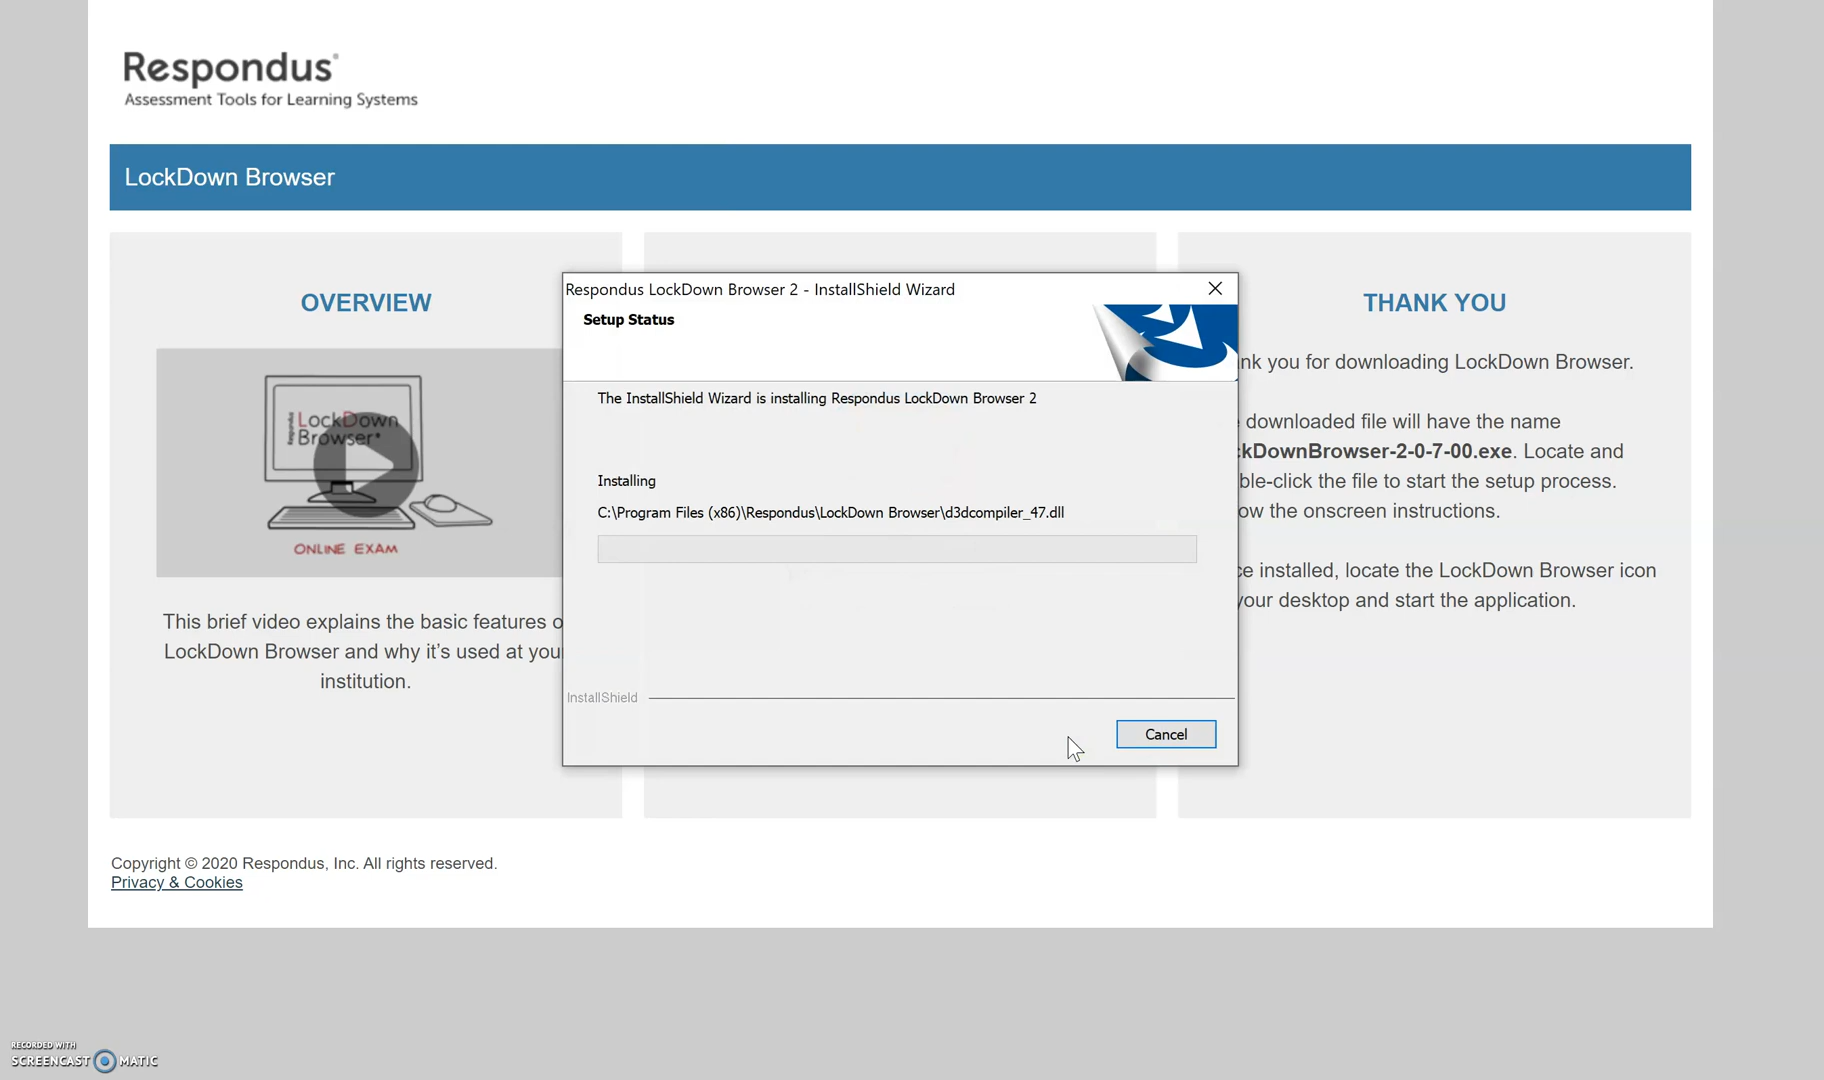 Respondus®
Assessment Tools for Learning Systems
LockDown Browser
OVERVIEW
Respondus
LockDown
Browser®
ONLINE EXAM
This brief video explains the basic features o
LockDown Browser and why it’s used at you
institution.
Respondus LockDown Browser 2 - InstallShield Wizard
Setup Status
The InstallShield Wizard is installing Respondus LockDown Browser 2
Installing
C:\Program Files (x86)\Respondus\LockDown Browser\d3dcompiler_47.dll
InstallShield
Cancel
THANK YOU
nk you for downloading LockDown Browser.
downloaded file will have the name
ckDownBrowser-2-0-7-00.exe. Locate and
ble-click the file to start the setup process.
ow the onscreen instructions.
ce installed, locate the LockDown Browser icon
your desktop and start the application.
Copyright © 2020 Respondus, Inc. All rights reserved.
Privacy & Cookies
RECORDED WITH
SCREENCAST MATIC